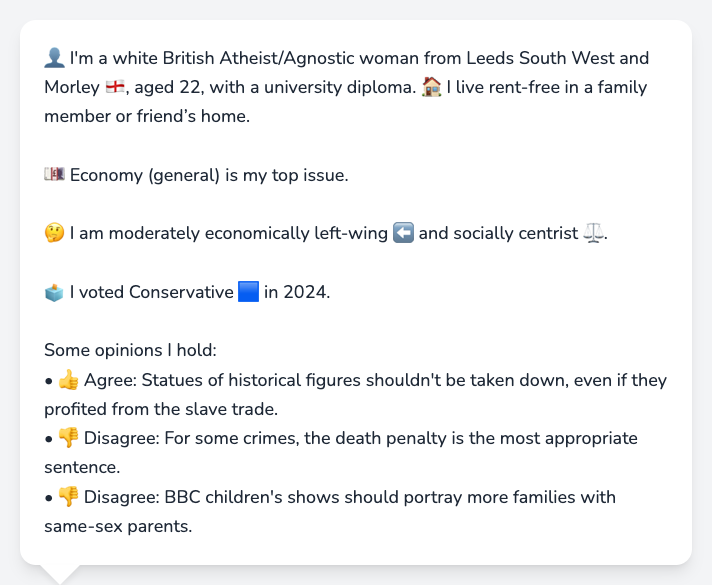 👤 I'm a white British Atheist/Agnostic woman from Leeds South West and
Morley 🏴󠁧󠁢󠁥󠁮󠁧󠁿, aged 22, with a university diploma. 🏠 I live rent-free in a family
member or friend’s home.
💷 Economy (general) is my top issue.
🤔 I am moderately economically left-wing ⬅️ and socially centrist ⚖️.
🗳️ I voted Conservative 🟦 in 2024.
Some opinions I hold:
• 👍 Agree: Statues of historical figures shouldn't be taken down, even if they
profited from the slave trade.
• 👎 Disagree: For some crimes, the death penalty is the most appropriate
sentence.
• 👎 Disagree: BBC children's shows should portray more families with
same-sex parents.